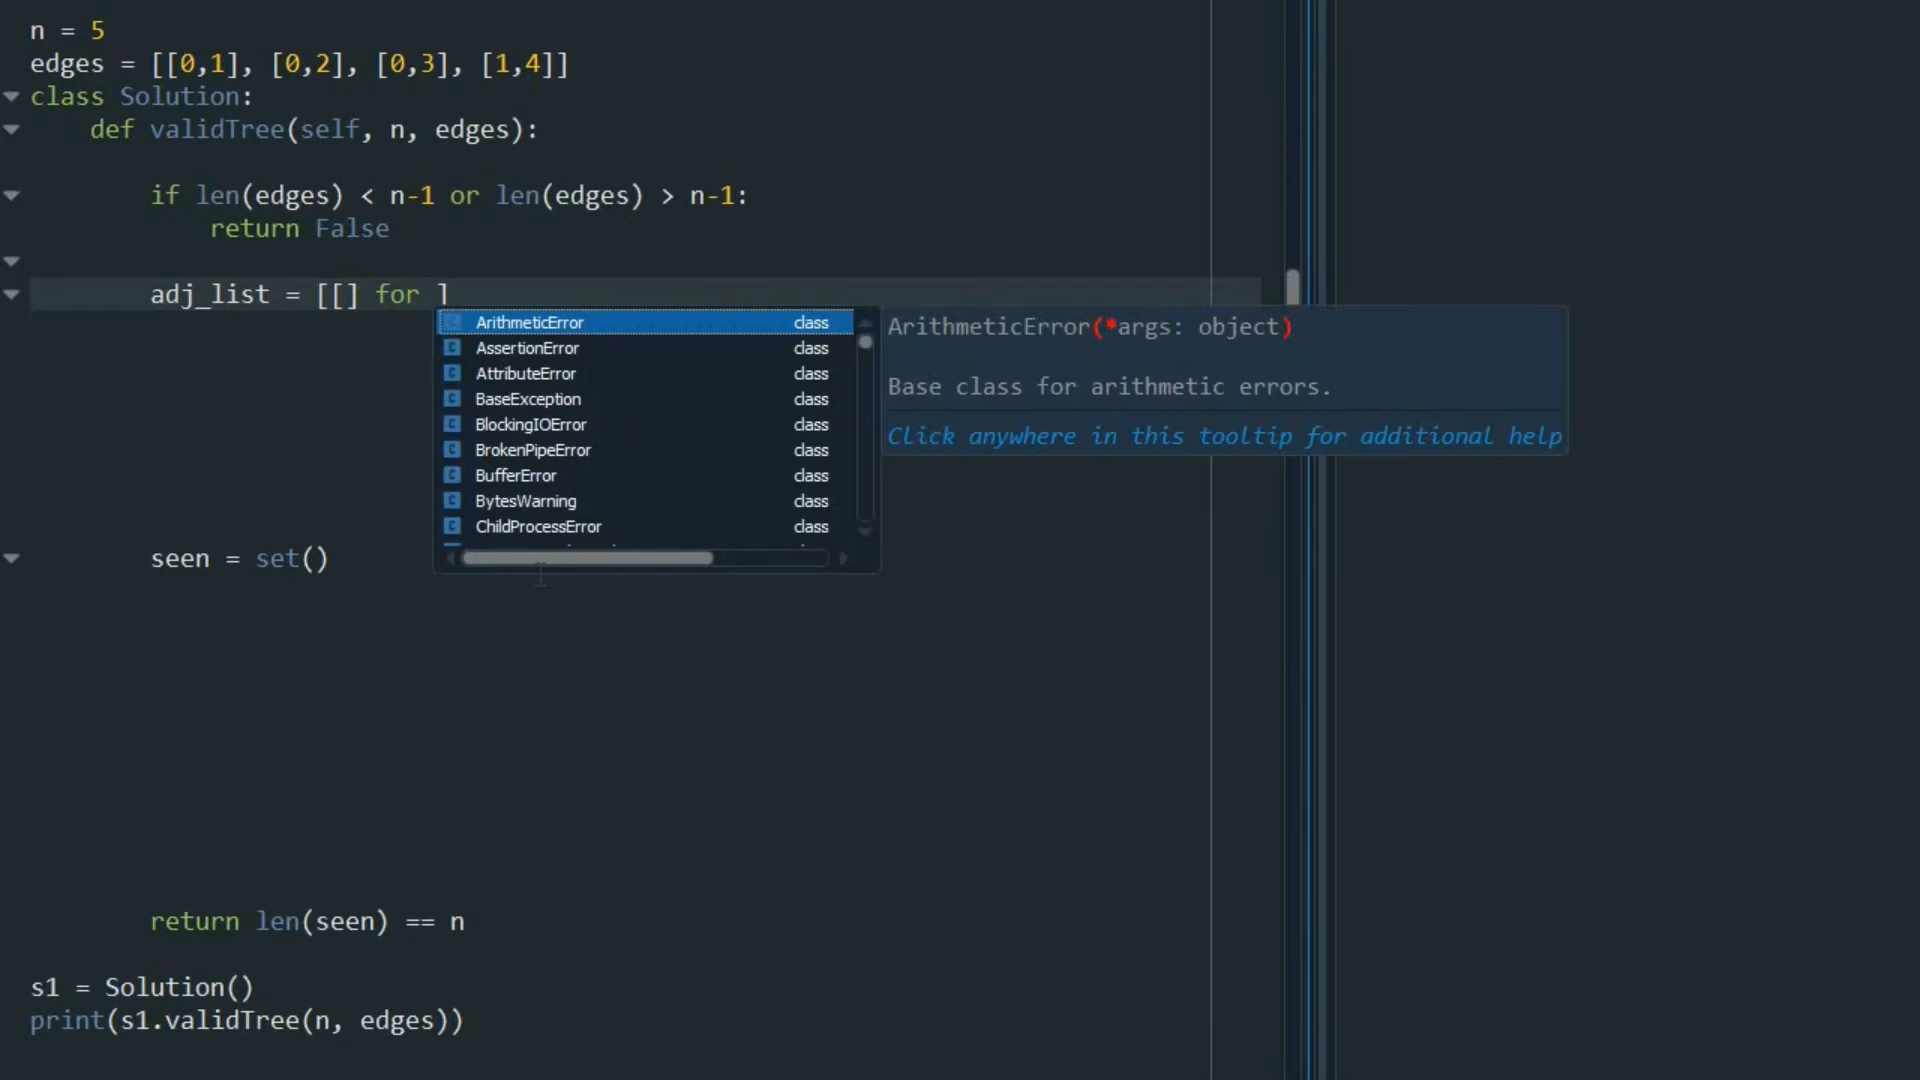 n = 5
edges = [[0,1], [0,2], [0,3], [1,4]]
class Solution:
    def validTree(self, n, edges):
        if len(edges) < n-1 or len(edges) > n-1:
            return False
        adj_list = [[] for ]
ArithmeticError class
AssertionError class
AttributeError class
BaseException class
BlockingIOError class
BrokenPipeError class
BufferError class
BytesWarning class
ChildProcessError class
ArithmeticError(*args: object)
Base class for arithmetic errors.
Click anywhere in this tooltip for additional help
        seen = set()
        return len(seen) == n
s1 = Solution()
print(s1.validTree(n, edges))